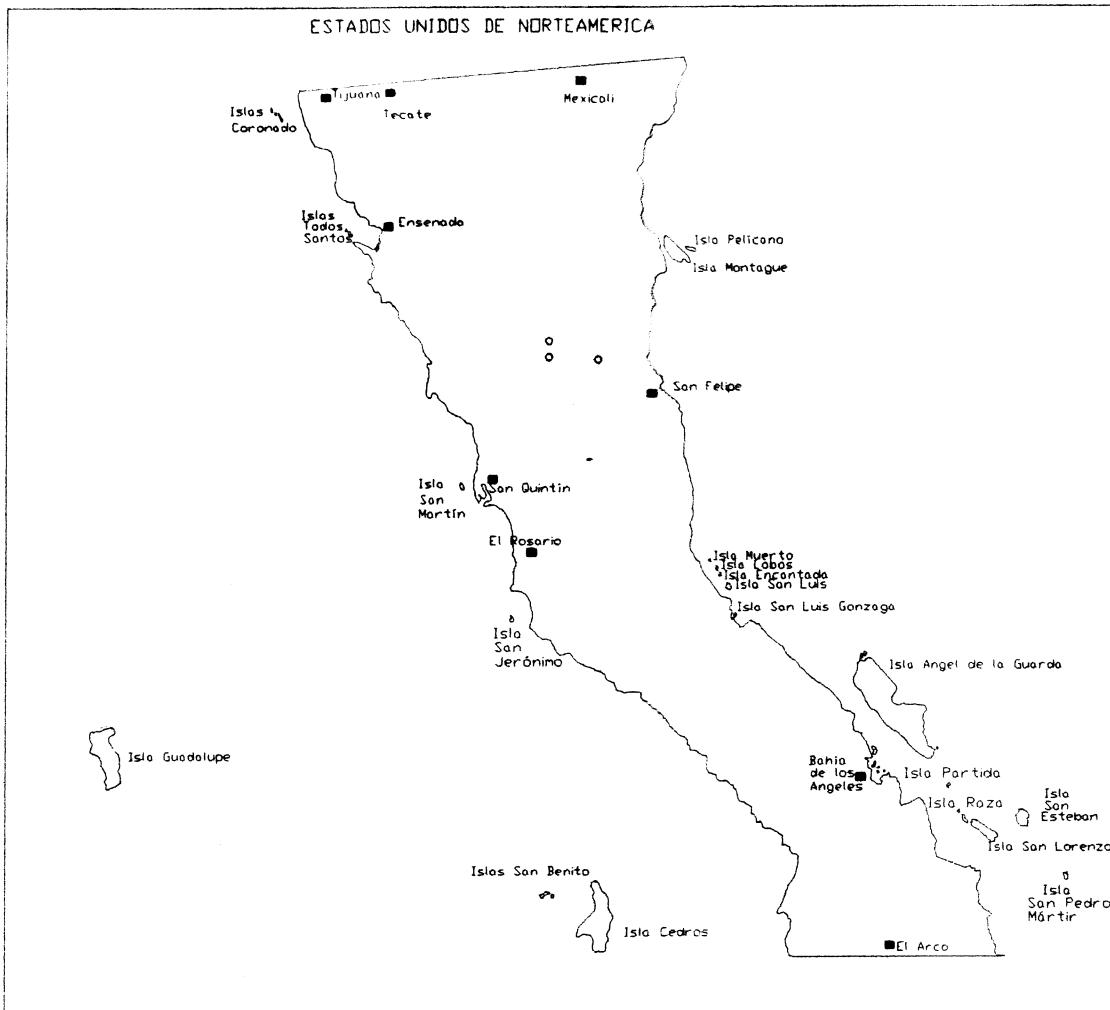 ESTADOS UNIDOS DE NORTEAMERICA
Tijuana
Tecate
Mexicali
Islas
Coronado
Islas
Todos
Santos
Ensenada
Isla Pelicano
Isla Montague
San Felipe
Isla
San
Martín
San Quintín
El Rosario
Isla Muerto
Isla Lobos
Isla Encantada
Isla San Luis
Isla San Luis Gonzaga
Isla
San
Jerónimo
Isla Angel de la Guarda
Isla Guadalupe
Bahia
de los
Angeles
Isla Partida
Isla Raza
Isla
San
Esteban
Isla San Lorenzo
Islas San Benito
Isla Cedros
Isla
San Pedro
Mártir
El Arco